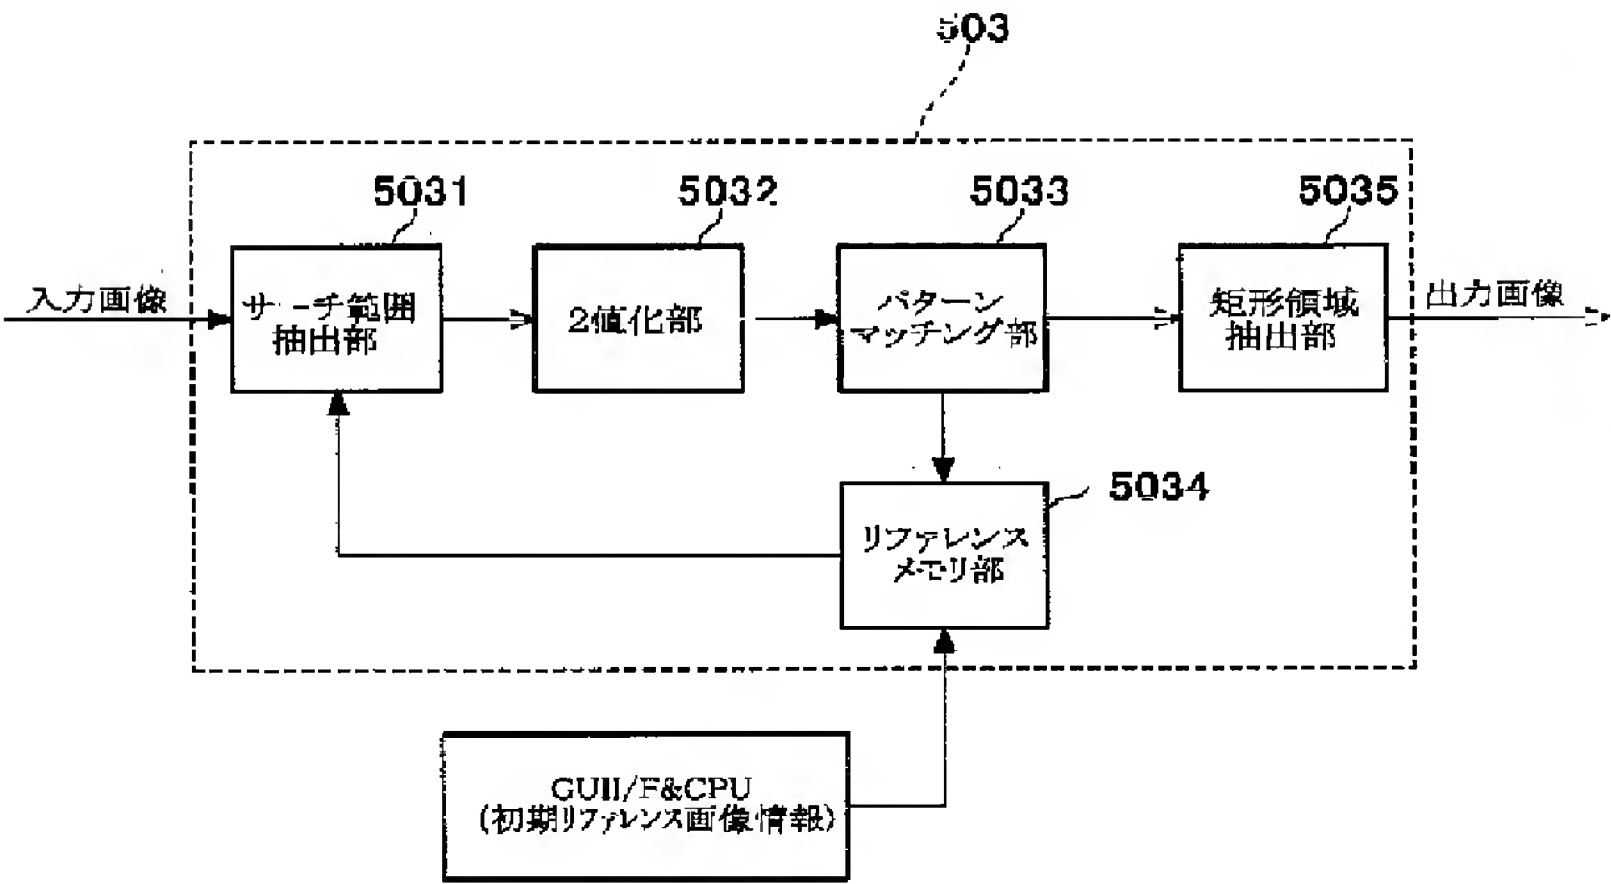 503
5031
5032
5033
5035
入力画像
サーチ範囲
抽出部
2値化部
パターン
マッチング部
矩形領域
抽出部
出力画像
5034
リファレンス
メモリ部
GUII/F&CPU
(初期リファレンス画像情報)